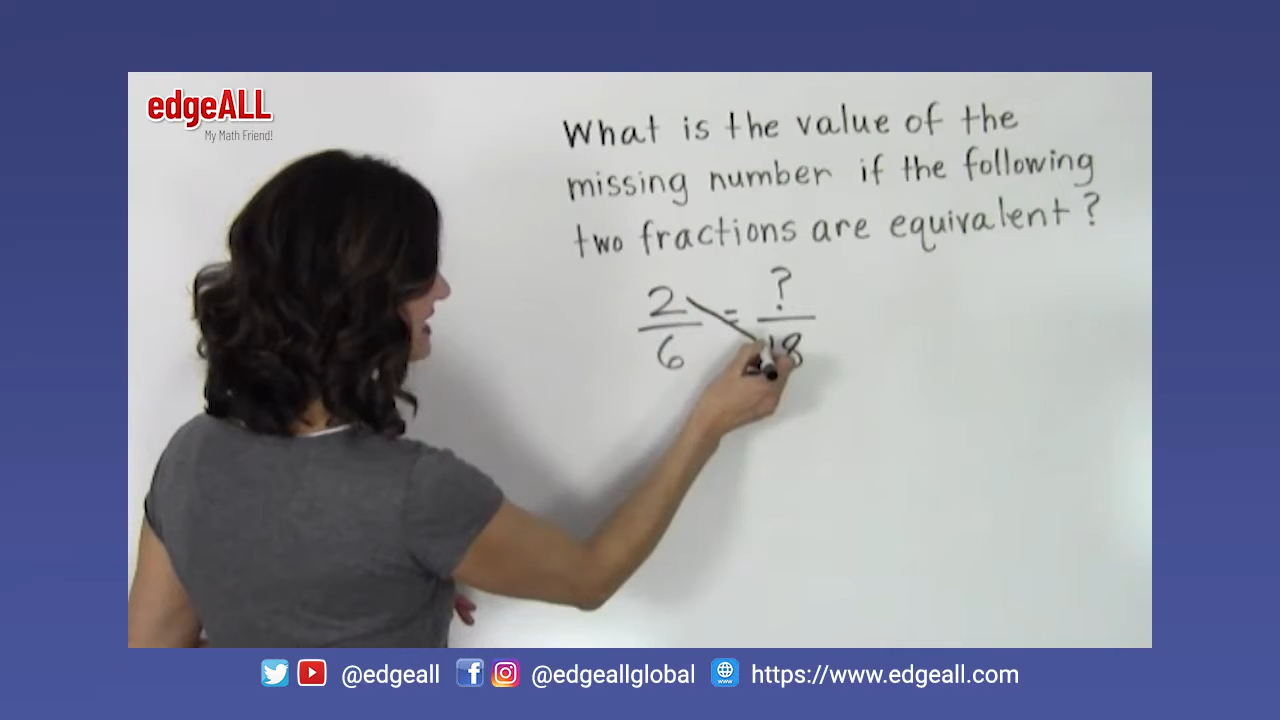 edgeALL
My Math Friend!
What is the value of the
missing number if the following
two fractions are equivalent?
2/6 = ?/18
@edgeall @edgeallglobal https://www.edgeall.com